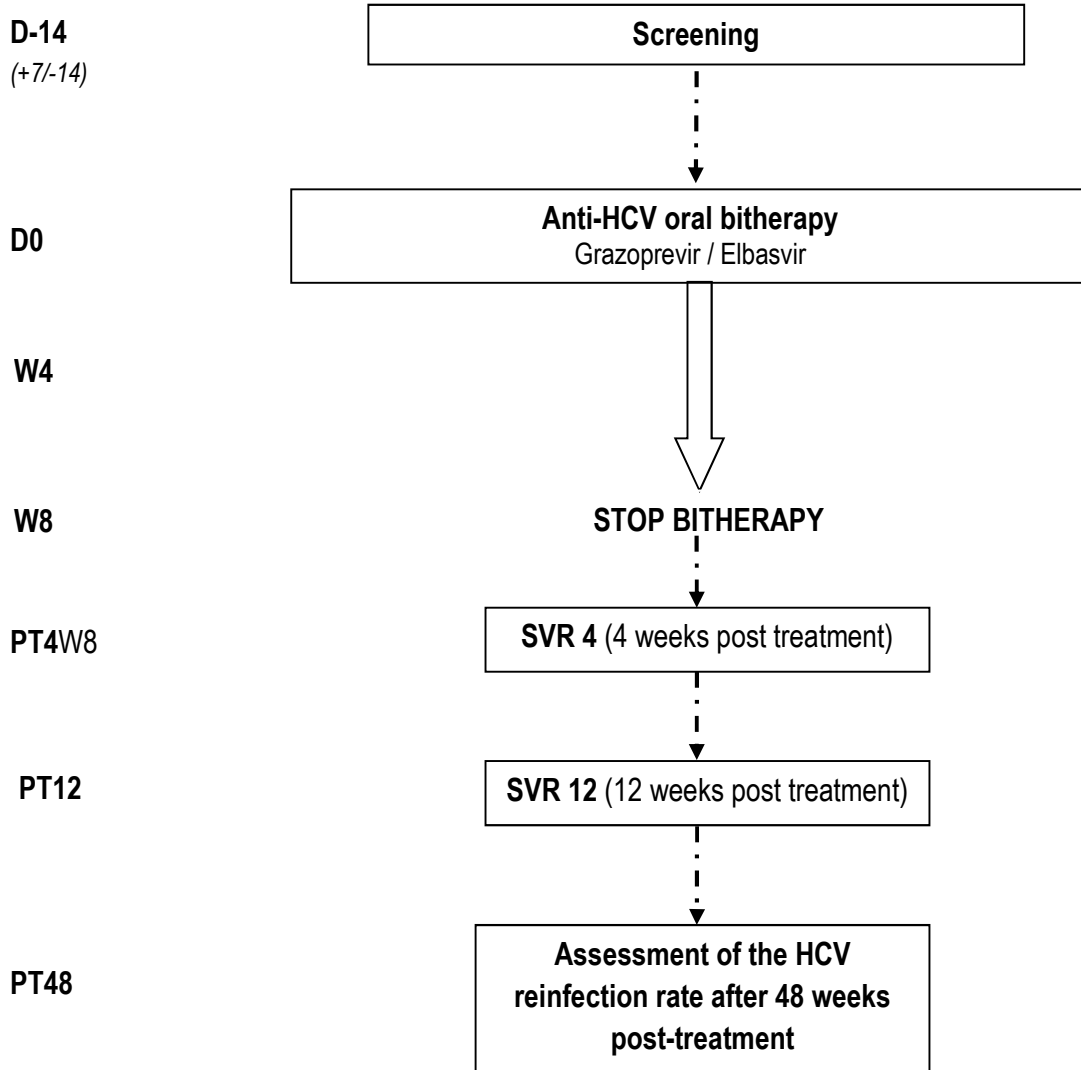 D-14
Screening
(+7/-14)
Anti-HCV oral bitherapy
D0
Grazoprevir / Elbasvir
W4
W8
STOP BITHERAPY
PT4W8
SVR 4 (4 weeks post treatment)
PT12
SVR 12 (12 weeks post treatment)
Assessment of the HCV
PT48
reinfection rate after 48 weeks
post-treatment